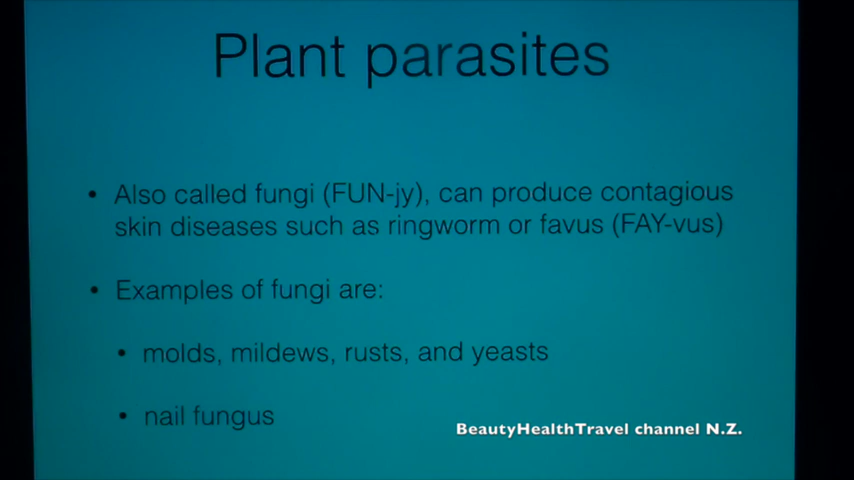 Plant parasites
• Also called fungi (FUN-jy), can produce contagious
skin diseases such as ringworm or favus (FAY-vus)
• Examples of fungi are:
• molds, mildews, rusts, and yeasts
• nail fungus
BeautyHealthTravel channel N.Z.